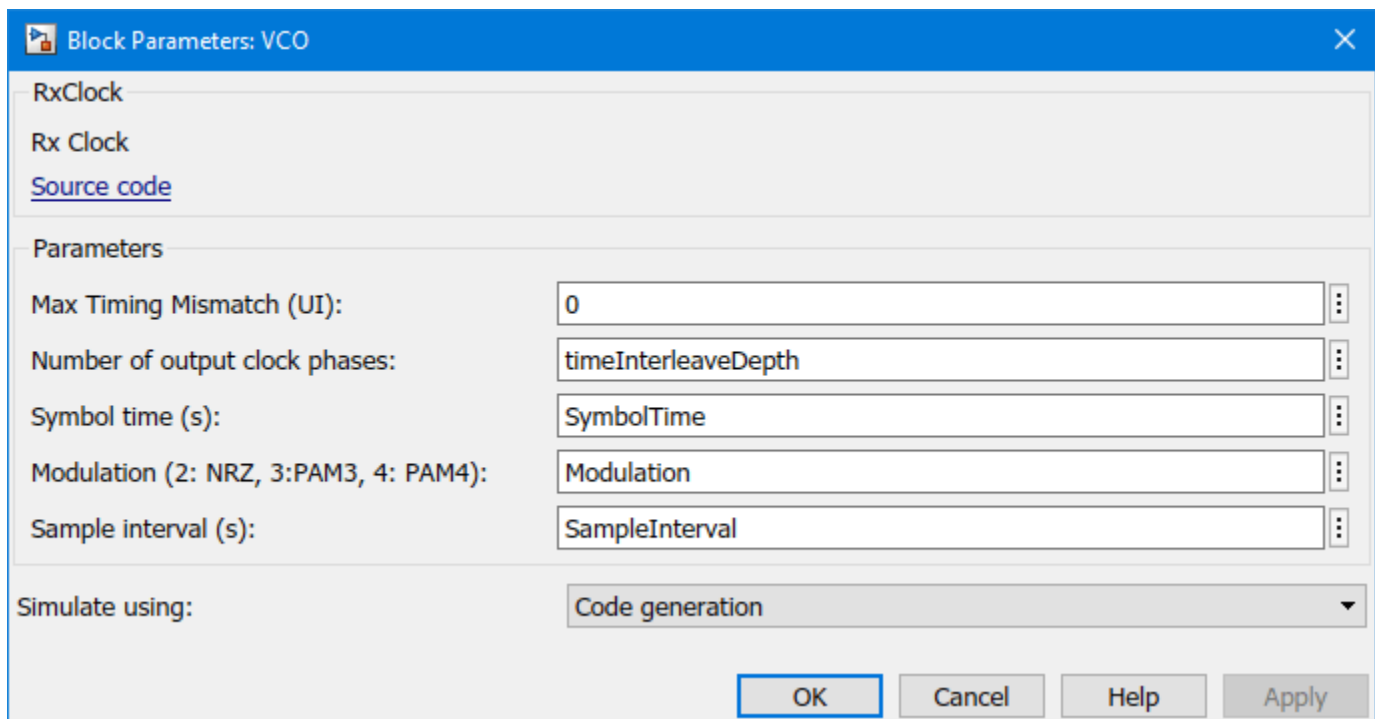 Block Parameters: VCO
RxClock
Rx Clock
Source code
Parameters
Max Timing Mismatch (UI): 0
Number of output clock phases: timeInterleaveDepth
Symbol time (s): SymbolTime
Modulation (2: NRZ, 3:PAM3, 4: PAM4): Modulation
Sample interval (s): SampleInterval
Simulate using: Code generation
OK Cancel Help Apply